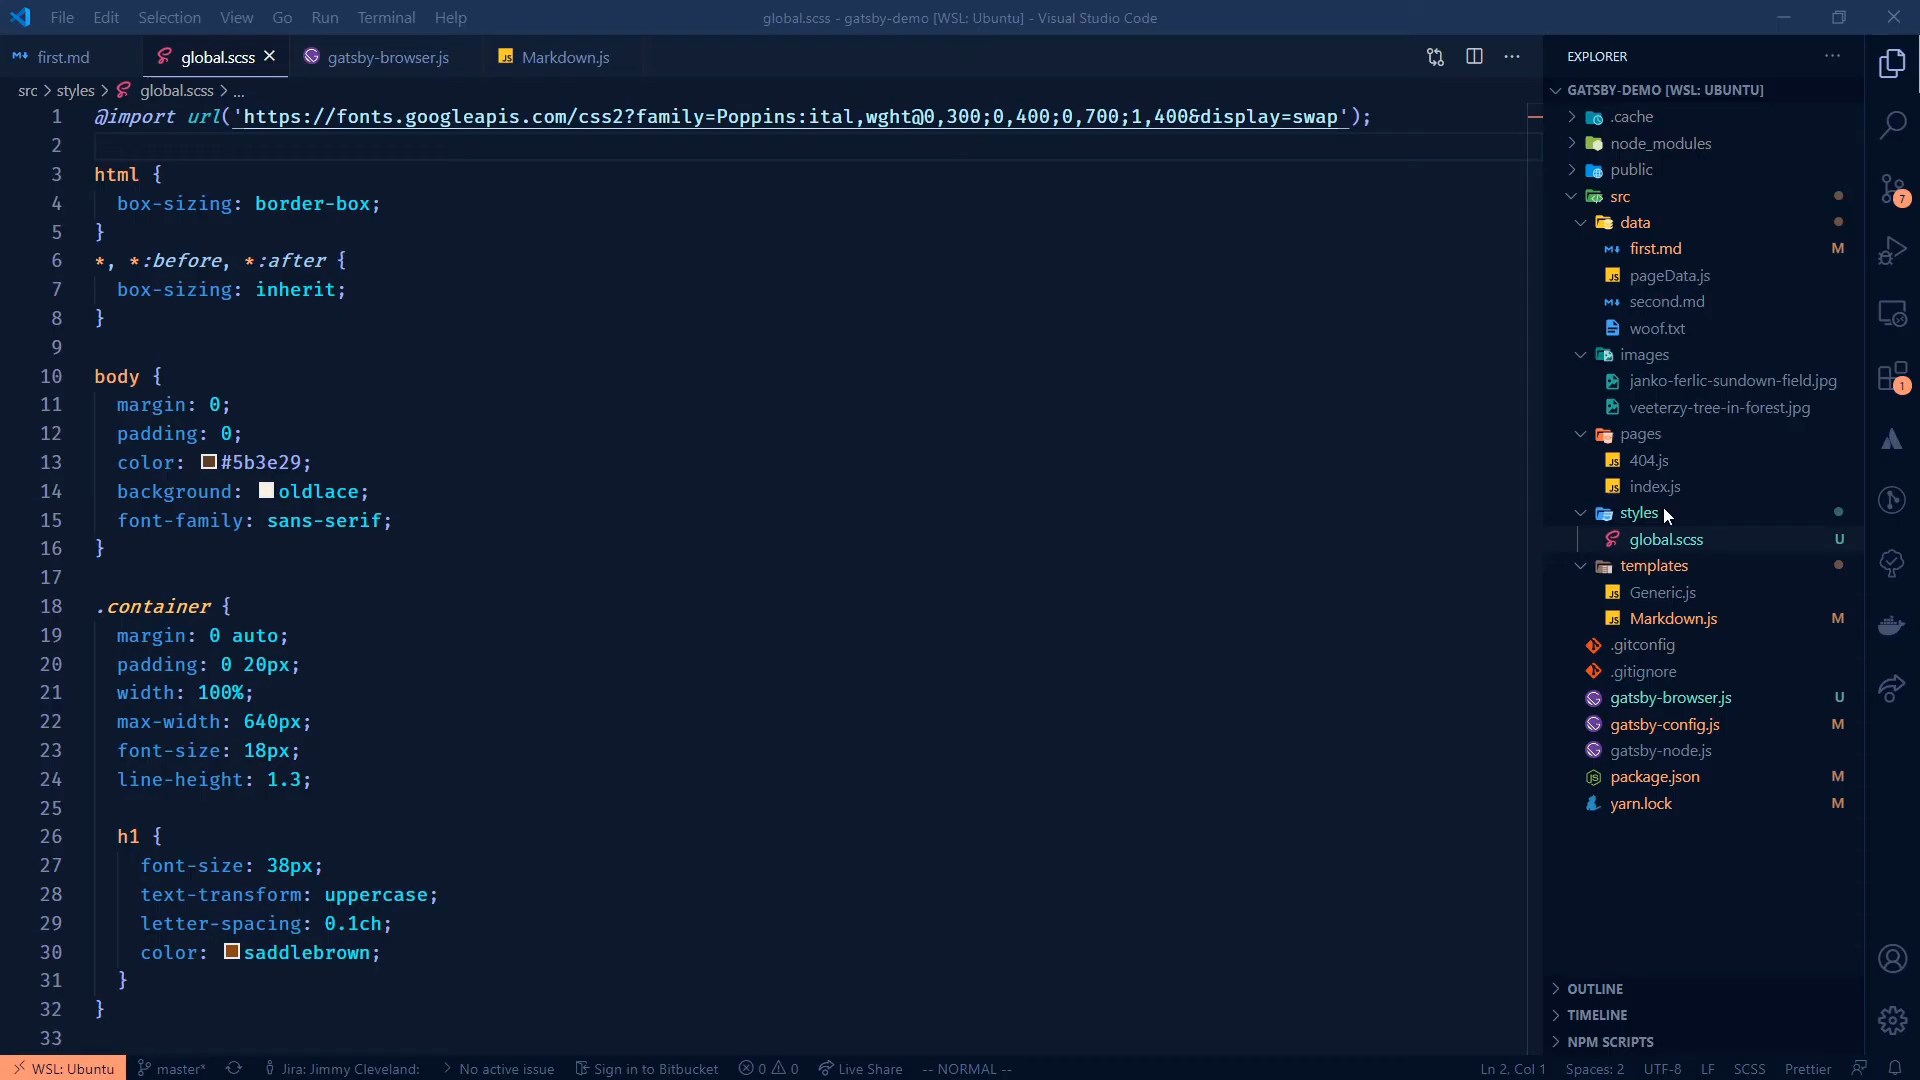 File Edit Selection View Go Run Terminal Help
global.scss - gatsby-demo [WSL: Ubuntu] - Visual Studio Code
first.md global.scss gatsby-browser.js JS Markdown.js
src > styles > global.scss > ...
1 @import url('https://fonts.googleapis.com/css2?family=Poppins:ital,wght@0,300;0,400;0,700;1,400&display=swap');
2
3 html {
4 box-sizing: border-box;
5 }
6 *, *:before, *:after {
7 box-sizing: inherit;
8 }
9
10 body {
11 margin: 0;
12 padding: 0;
13 color: #5b3e29;
14 background: oldlace;
15 font-family: sans-serif;
16 }
17
18 .container {
19 margin: 0 auto;
20 padding: 0 20px;
21 width: 100%;
22 max-width: 640px;
23 font-size: 18px;
24 line-height: 1.3;
25
26 h1 {
27 font-size: 38px;
28 text-transform: uppercase;
29 letter-spacing: 0.1ch;
30 color: saddlebrown;
31 }
32 }
33
EXPLORER
GATSBY-DEMO [WSL: UBUNTU]
.cache
node_modules
public
src
data
first.md M
JS pageData.js
second.md
woof.txt
images
janko-ferlic-sundown-field.jpg
veeterzy-tree-in-forest.jpg
pages
JS 404.js
JS index.js
styles
global.scss U
templates
JS Generic.js
JS Markdown.js M
.gitconfig
.gitignore
gatsby-browser.js U
gatsby-config.js M
gatsby-node.js
package.json M
yarn.lock M
OUTLINE
TIMELINE
NPM SCRIPTS
7
1
WSL: Ubuntu master* Jira: Jimmy Cleveland: No active issue Sign in to Bitbucket 0 0 Live Share -- NORMAL -- Ln 2, Col 1 Spaces: 2 UTF-8 LF SCSS Prettier